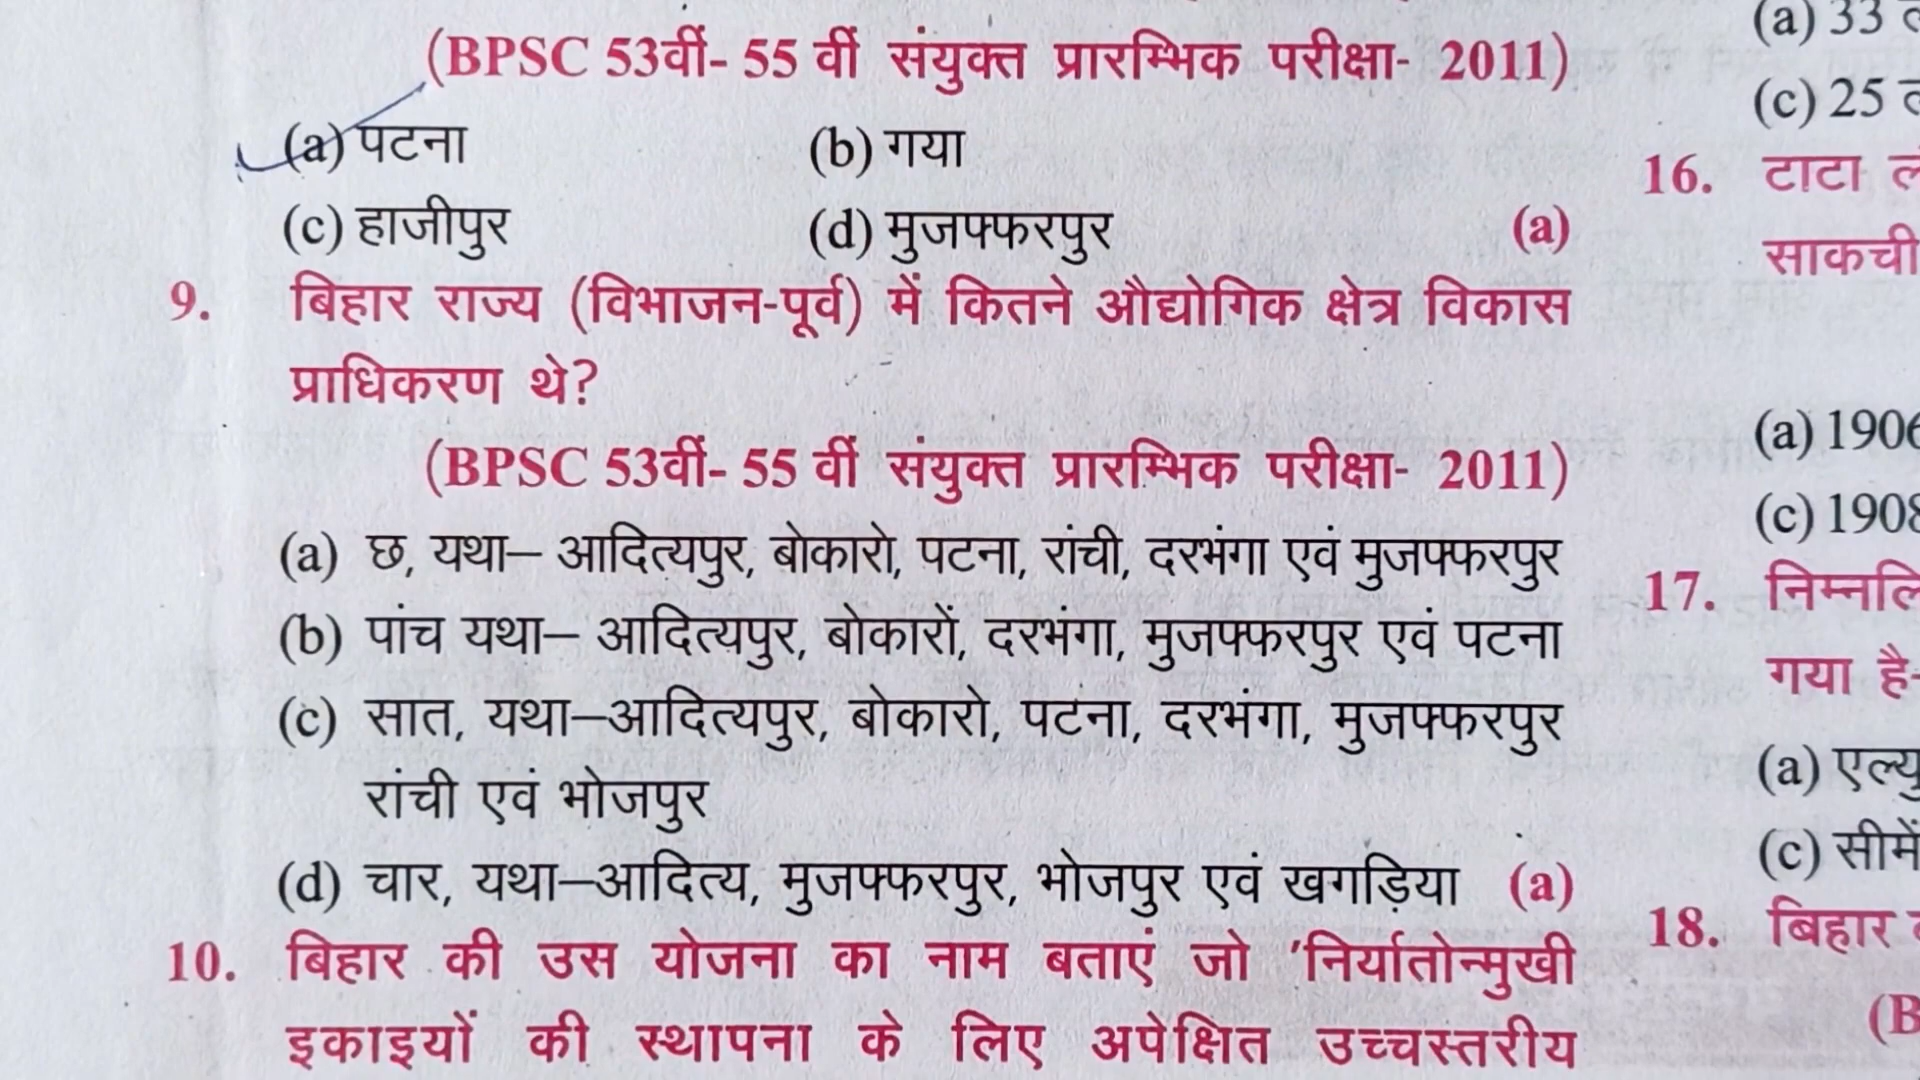 (BPSC 53वीं- 55 वीं संयुक्त प्रारम्भिक परीक्षा- 2011)
(a) पटना (b) गया
(c) हाजीपुर (d) मुजफ्फरपुर (a)
9. बिहार राज्य (विभाजन-पूर्व) में कितने औद्योगिक क्षेत्र विकास
प्राधिकरण थे?
(BPSC 53वीं- 55 वीं संयुक्त प्रारम्भिक परीक्षा- 2011)
(a) छ, यथा– आदित्यपुर, बोकारो, पटना, रांची, दरभंगा एवं मुजफ्फरपुर
(b) पांच यथा– आदित्यपुर, बोकारों, दरभंगा, मुजफ्फरपुर एवं पटना
(c) सात, यथा–आदित्यपुर, बोकारो, पटना, दरभंगा, मुजफ्फरपुर
रांची एवं भोजपुर
(d) चार, यथा–आदित्य, मुजफ्फरपुर, भोजपुर एवं खगड़िया (a)
10. बिहार की उस योजना का नाम बताएं जो 'निर्यातोन्मुखी
इकाइयों की स्थापना के लिए अपेक्षित उच्चस्तरीय
(a) 33
(c) 25
16. टाटा
साकची
(a) 1906
(c) 1908
17.
गया है-
(a)
(c)
18. बिहार